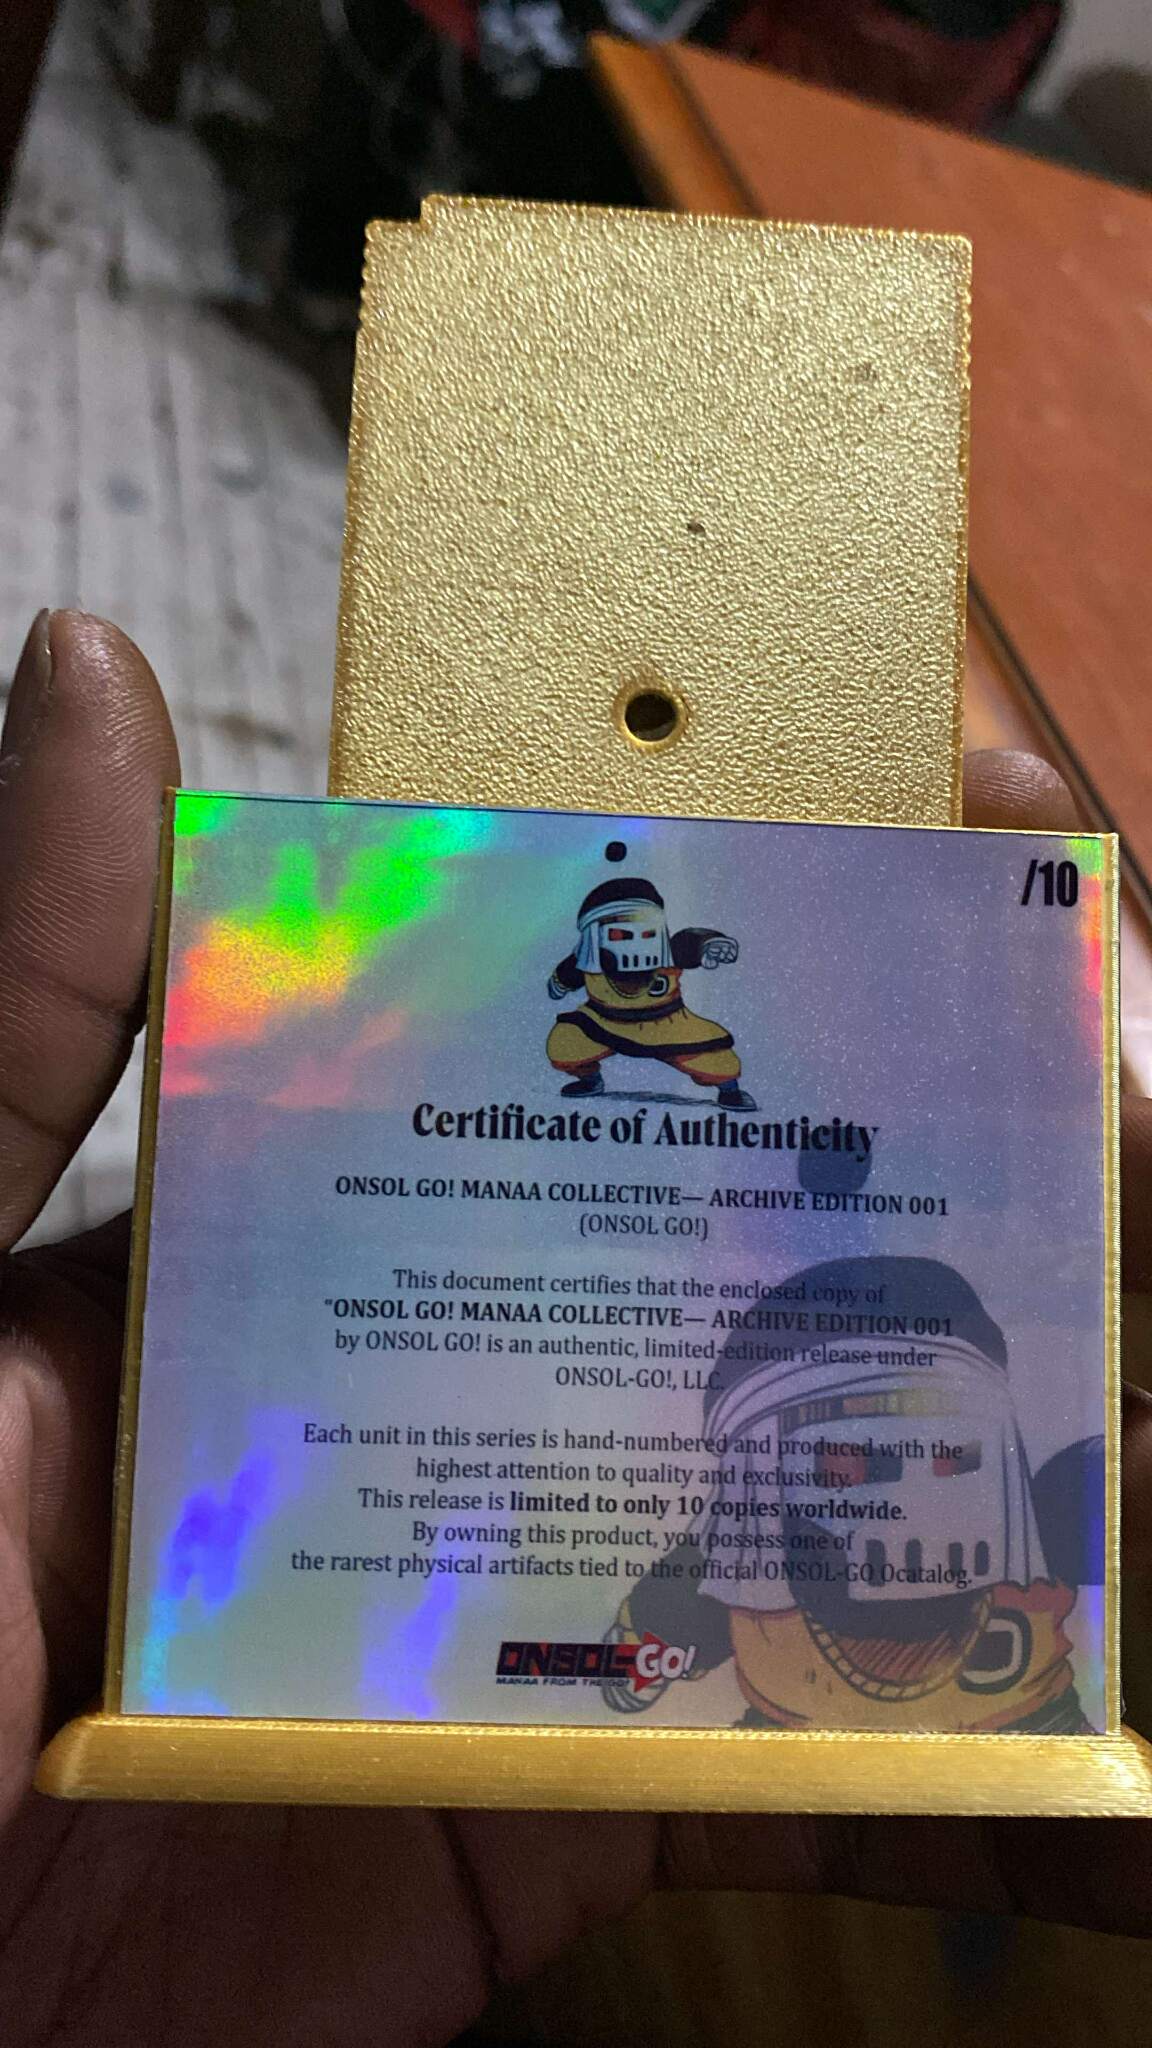 /10
Certificate of Authenticity
ONSOL GO! MANAA COLLECTIVE— ARCHIVE EDITION 001
(ONSOL GO!)
This document certifies that the enclosed copy of
"ONSOL GO! MANAA COLLECTIVE— ARCHIVE EDITION 001
by ONSOL GO! is an authentic, limited-edition release under
ONSOL-GO!, LLC.
Each unit in this series is hand-numbered and produced with the
highest attention to quality and exclusivity.
This release is limited to only 10 copies worldwide.
By owning this product, you possess one of
the rarest physical artifacts tied to the official ONSOL-GO Ocatalog.
ONSOL-GO!
MANAA FROM THE GO!